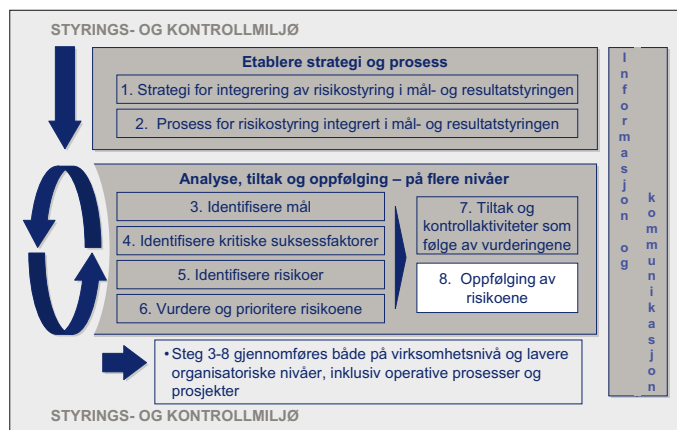 STYRINGS- OG KONTROLLMILJØ
Etablere strategi og prosess
1. Strategi for integrering av risikostyring i mål- og resultatstyringen
2. Prosess for risikostyring integrert i mål- og resultatstyringen
Analyse, tiltak og oppfølging – på flere nivåer
3. Identifisere mål
4. Identifisere kritiske suksessfaktorer
5. Identifisere risikoer
6. Vurdere og prioritere risikoene
7. Tiltak og
kontrollaktiviteter som
følge av vurderingene
8. Oppfølging av
risikoene
• Steg 3-8 gjennomføres både på virksomhetsnivå og lavere
organisatoriske nivåer, inklusiv operative prosesser og
prosjekter
Informasjon og
kommunikasjon
STYRINGS- OG KONTROLLMILJØ